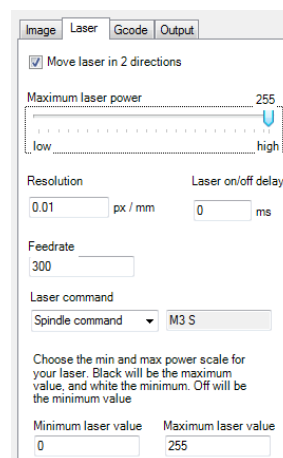 Image Laser Gcode Output
Move laser in 2 directions
Maximum laser power 255
low high
Resolution Laser on/off delay
0.01 px / mm 0 ms
Feedrate
300
Laser command
Spindle command M3 S
Choose the min and max power scale for
your laser. Black will be the maximum
value, and white the minimum. Off will be
the minimum value
Minimum laser value Maximum laser value
0 255